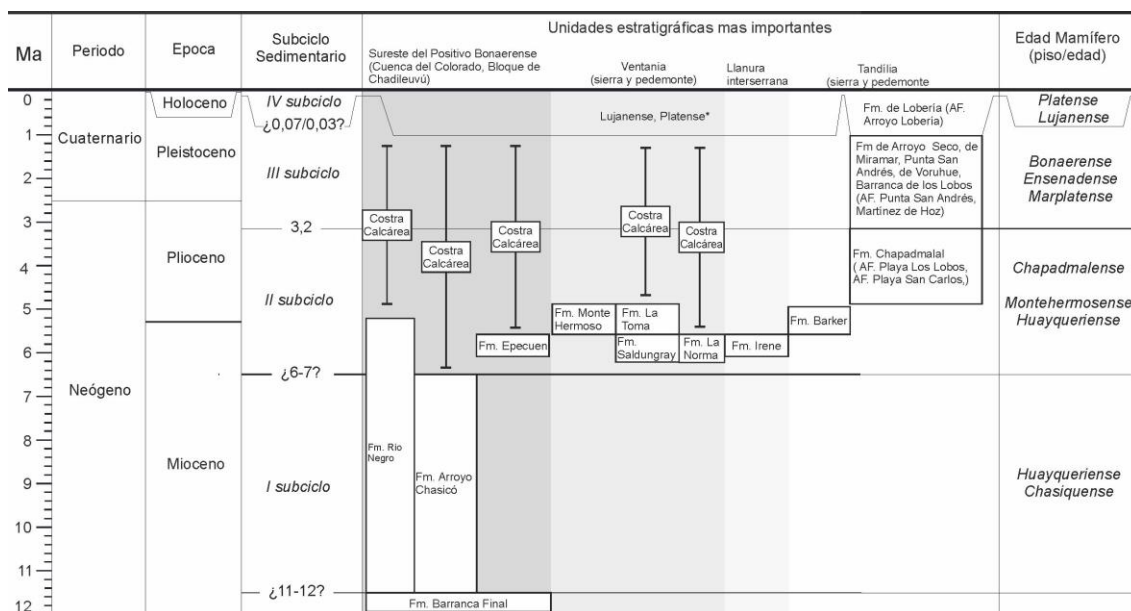 Unidades estratigráficas mas importantes
Ma
Periodo
Epoca
Subciclo
Sedimentario
Sureste del Positivo Bonaerense
(Cuenca del Colorado, Bloque de
Chadileuvú)
Ventania
(sierra y pedemonte)
Llanura
interserrana
Tandilia
(sierra y pedemonte
Edad Mamífero
(piso/edad)
0
1
2
3
4
5
6
7
8
9
10
11
12
Cuaternario
Neógeno
Holoceno
Pleistoceno
Plioceno
Mioceno
IV subciclo
¿0,07/0,03?
III subciclo
3,2
II subciclo
¿6-7?
I subciclo
¿11-12?
Lujanense, Platense*
Costra
Calcárea
Costra
Calcárea
Costra
Calcárea
Costra
Calcárea
Costra
Calcárea
Fm. Rio
Negro
Fm. Arroyo
Chasicó
Fm. Epecuen
Fm. Barranca Final
Fm. Monte
Hermoso
Fm. La
Toma
Fm.
Saldungray
Fm. La
Norma
Fm. Irene
Fm. Barker
Fm. de Lobería (AF.
Arroyo Lobería)
Fm de Arroyo Seco, de
Miramar, Punta San
Andrés, de Voruhue,
Barranca de los Lobos
(AF. Punta San Andrés,
Martínez de Hoz)
Fm. Chapadmalal
( AF. Playa Los Lobos,
AF. Playa San Carlos,)
Platense
Lujanense
Bonaerense
Ensenadense
Marplatense
Chapadmalense
Montehermosense
Huayqueriense
Huayqueriense
Chasiquense